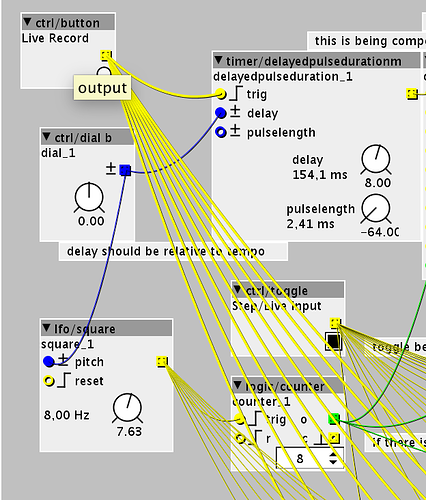 ctrl/button
Live Record
this is being comp
output
timer/delayedpulsedurationm
delayedpulseduration_1
trig
± delay
± pulselength
delay
154,1 ms
8.00
pulselength
2,41 ms
-64.00
ctrl/dial b
dial_1
±
0.00
delay should be relative to tempo
ctrl/toggle
Step/Live Input
toggle be
lfo/square
square_1
± pitch
reset
8,00 Hz
7.63
logic/counter
counter_1
trig o
r c
8
if there is